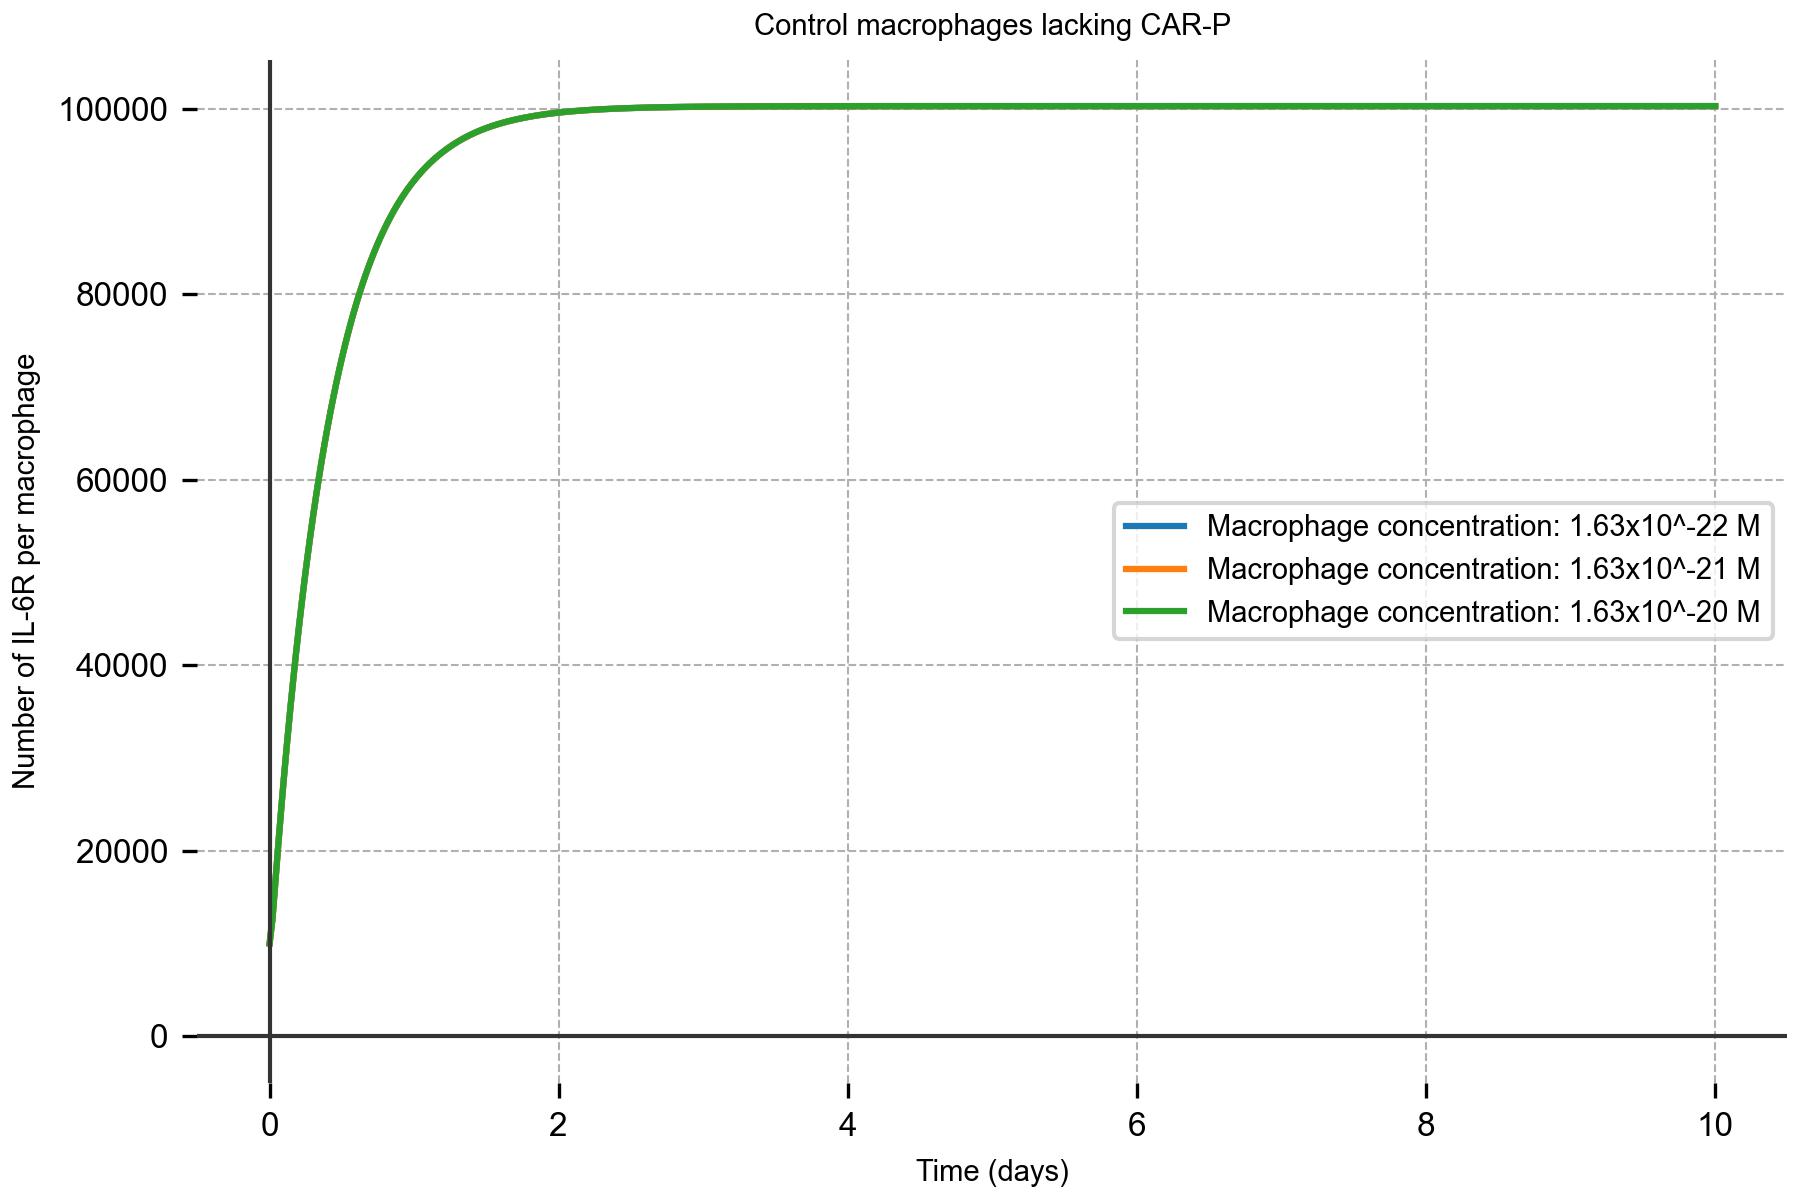 Control macrophages lacking CAR-P
Number of IL-6R per macrophage
100000
80000
60000
40000
20000
0
Macrophage concentration: 1.63x10^-22 M
Macrophage concentration: 1.63x10^-21 M
Macrophage concentration: 1.63x10^-20 M
0 2 4 6 8 10
Time (days)